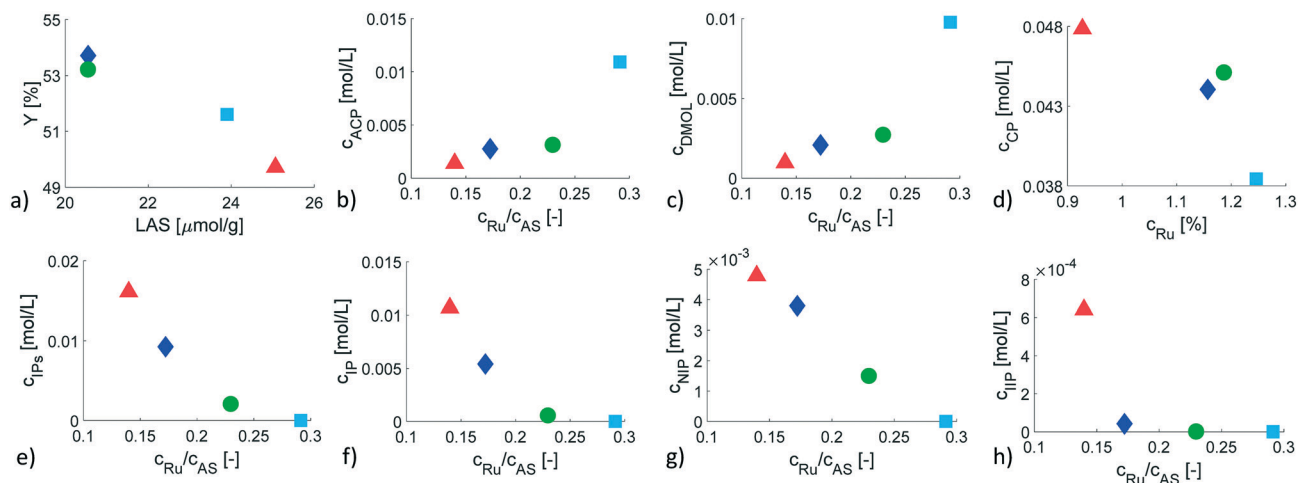 55
53
51
49
Y [%]
20 22 24 26
LAS [μmol/g]
a)
0.015
0.01
0.005
0
c_ACP [mol/L]
0.1 0.15 0.2 0.25 0.3
c_Ru/c_AS [-]
b)
0.01
0.005
0
c_DMOL [mol/L]
0.1 0.15 0.2 0.25 0.3
c_Ru/c_AS [-]
c)
0.048
0.043
0.038
c_CP [mol/L]
0.9 1 1.1 1.2 1.3
c_Ru [%]
d)
0.02
0.01
0
c_IPs [mol/L]
0.1 0.15 0.2 0.25 0.3
c_Ru/c_AS [-]
e)
0.015
0.01
0.005
0
c_IP [mol/L]
0.1 0.15 0.2 0.25 0.3
c_Ru/c_AS [-]
f)
×10^-3
5
4
3
2
1
0
c_NIP [mol/L]
0.1 0.15 0.2 0.25 0.3
c_Ru/c_AS [-]
g)
×10^-4
8
6
4
2
0
c_IIP [mol/L]
0.1 0.15 0.2 0.25 0.3
c_Ru/c_AS [-]
h)